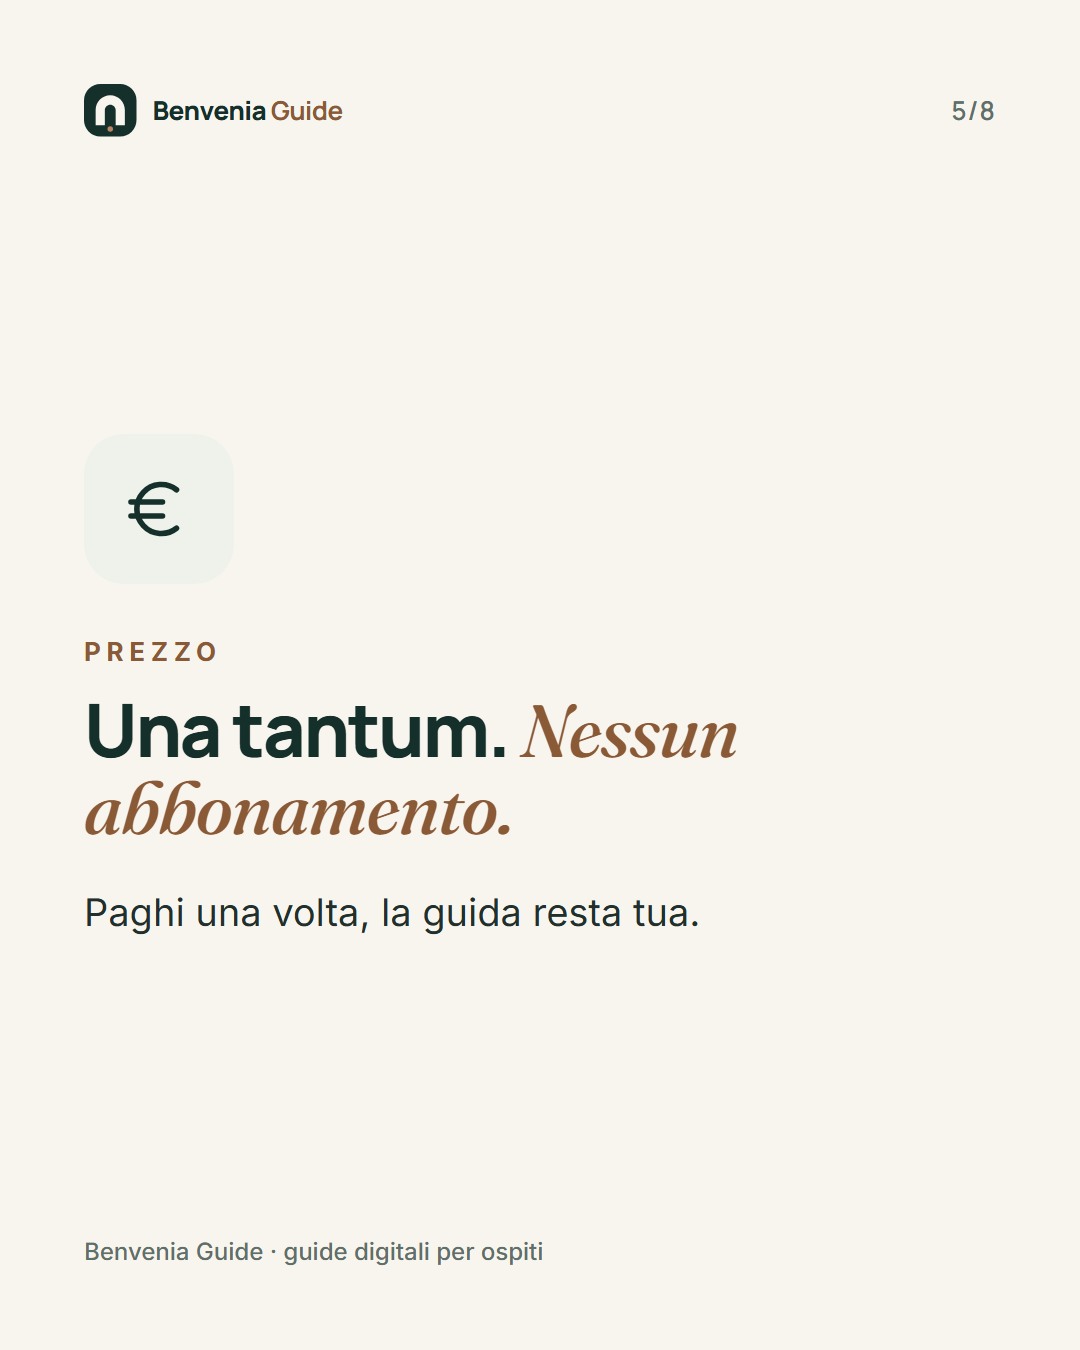 Benvenia Guide
5/8
€
PREZZO
Una tantum. Nessun
abbonamento.
Paghi una volta, la guida resta tua.
Benvenia Guide · guide digitali per ospiti